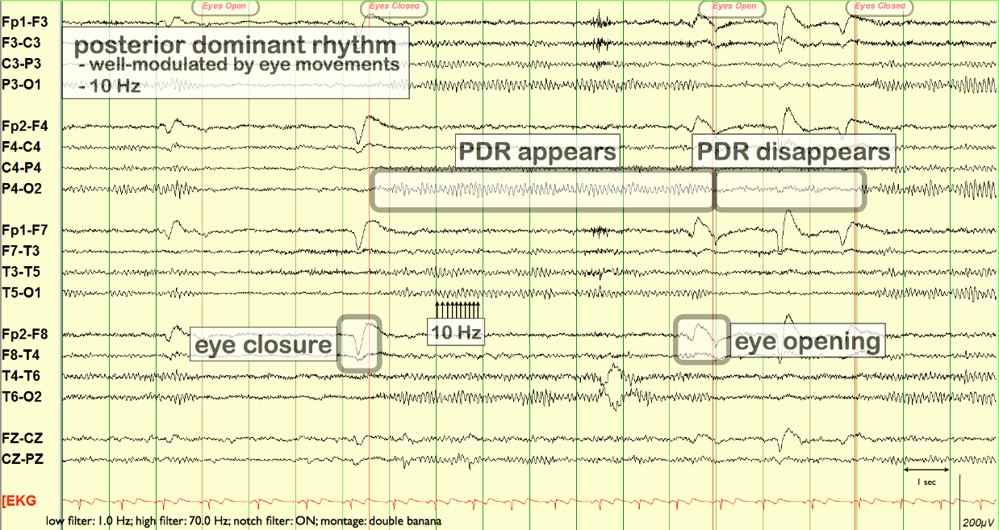 Eyes Open
Eyes Closed
Eyes Open
Eyes Closed
Fp1-F3
F3-C3
C3-P3
P3-O1
posterior dominant rhythm
- well-modulated by eye movements
- 10 Hz
Fp2-F4
F4-C4
C4-P4
P4-O2
PDR appears
PDR disappears
Fp1-F7
F7-T3
T3-T5
T5-O1
10 Hz
Fp2-F8
F8-T4
T4-T6
T6-O2
eye closure
eye opening
FZ-CZ
CZ-PZ
1 sec
[EKG
low filter: 1.0 Hz; high filter: 70.0 Hz; notch filter: ON; montage: double banana
200µV